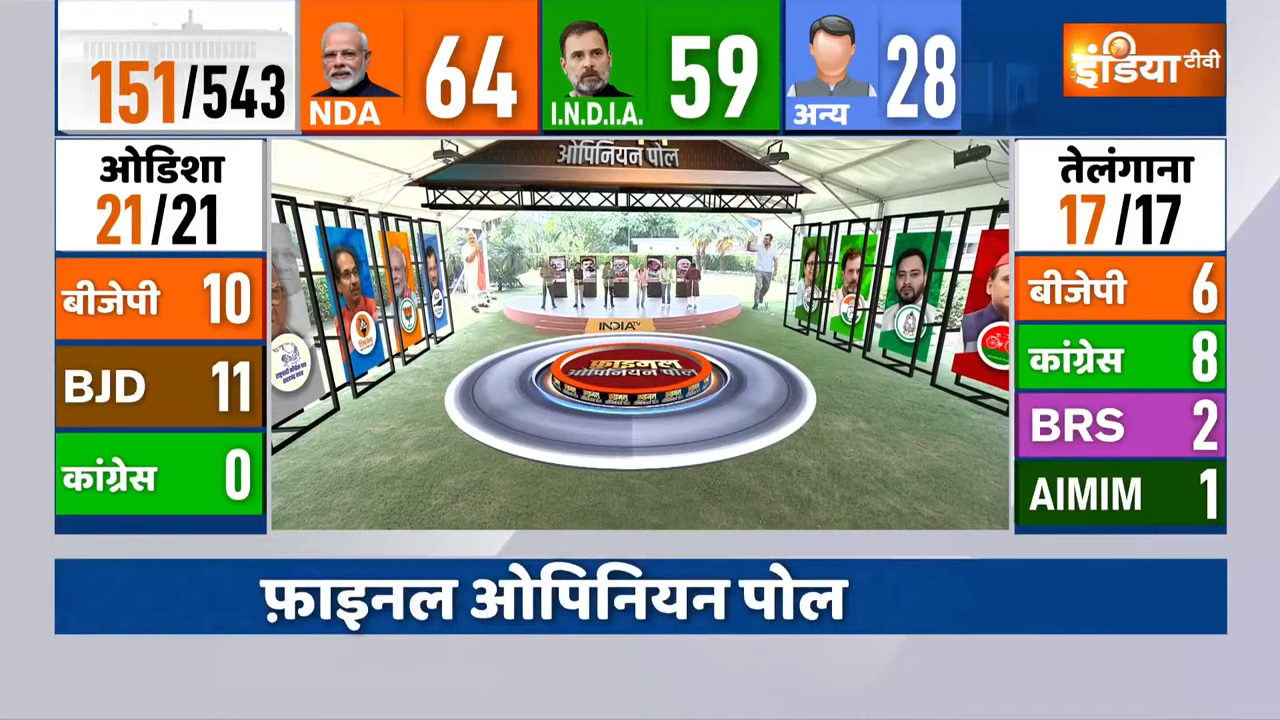 151/543
NDA
64
I.N.D.I.A.
59
अन्य
28
इंडिया टीवी
ओडिशा
21/21
बीजेपी 10
BJD 11
कांग्रेस 0
ओपिनियन पोल
INDIA TV
फ़ाइनल
ओपिनियन पोल
तेलंगाना
17/17
बीजेपी 6
कांग्रेस 8
BRS 2
AIMIM 1
फ़ाइनल ओपिनियन पोल